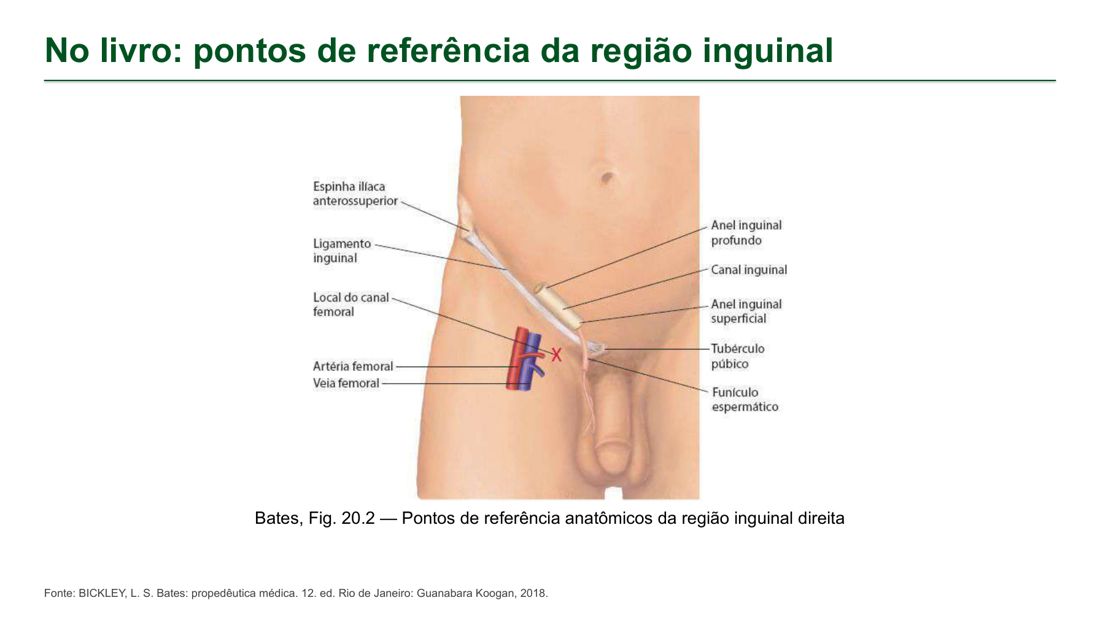 No livro: pontos de referência da região inguinal
Espinha ilíaca
anterossuperior
Ligamento
inguinal
Local do canal
femoral
Artéria femoral
Veia femoral
Anel inguinal
profundo
Canal inguinal
Anel inguinal
superficial
Tubérculo
púbico
Funículo
espermático
Bates, Fig. 20.2 — Pontos de referência anatômicos da região inguinal direita
Fonte: BICKLEY, L. S. Bates: propedêutica médica. 12. ed. Rio de Janeiro: Guanabara Koogan, 2018.